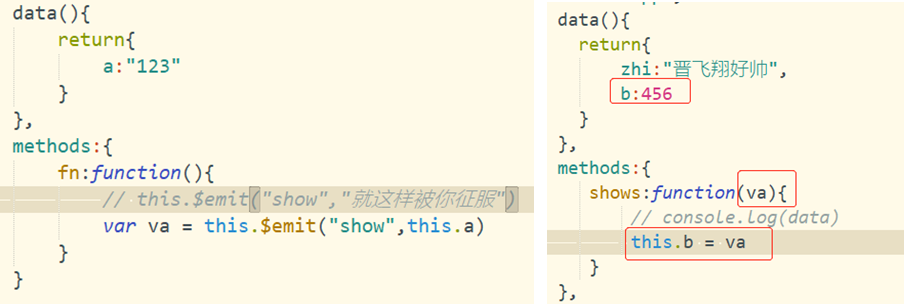 data(){
return{
a:"123"
}
},
methods:{
fn:function(){
// this.$emit("show","就这样被你征服")
var va = this.$emit("show",this.a)
}
}
data(){
return{
zhi:"晋飞翔好帅",
b:456
}
},
methods:{
shows:function(va){
// console.log(data)
this.b = va
}
},